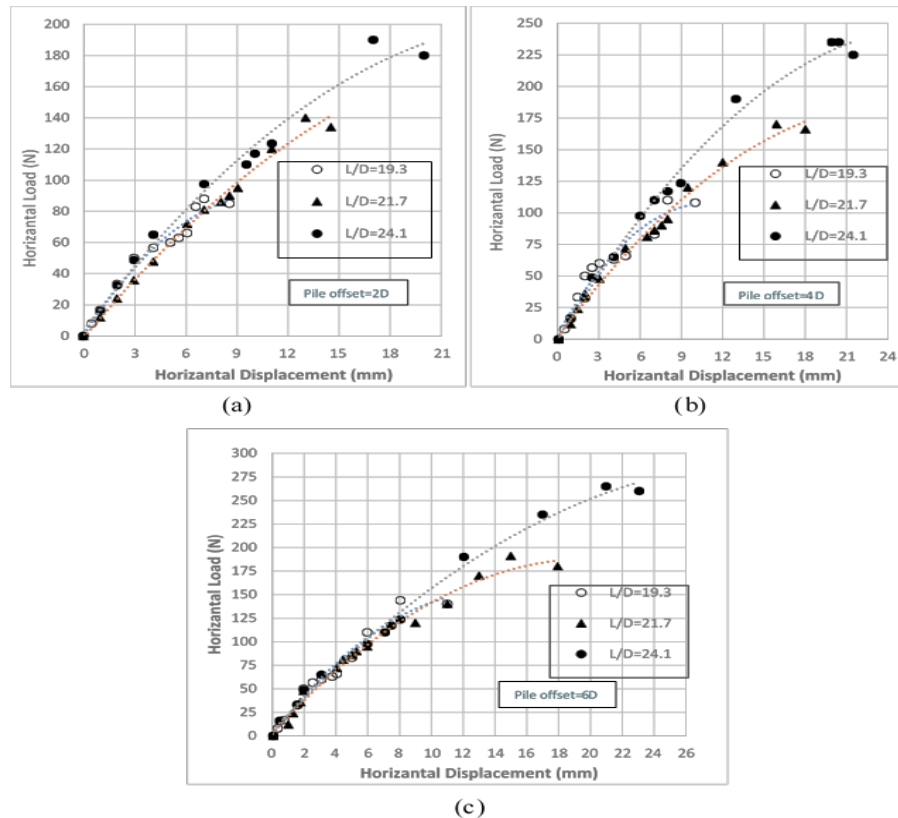 200
180
160
140
120
100
80
60
40
20
0
Horizontal Load (N)
L/D=19.3
L/D=21.7
L/D=24.1
Pile offset=2D
0 3 6 9 12 15 18 21
Horizantal Displacement (mm)
(a)
250
225
200
175
150
125
100
75
50
25
0
Horizontal Load (N)
L/D=19.3
L/D=21.7
L/D=24.1
Pile offset=4D
0 3 6 9 12 15 18 21 24
Horizantal Displacement (mm)
(b)
300
275
250
225
200
175
150
125
100
75
50
25
0
Horizantal Load (N)
L/D=19.3
L/D=21.7
L/D=24.1
Pile offset=6D
0 2 4 6 8 10 12 14 16 18 20 22 24 26
Horizantal Displacement (mm)
(c)